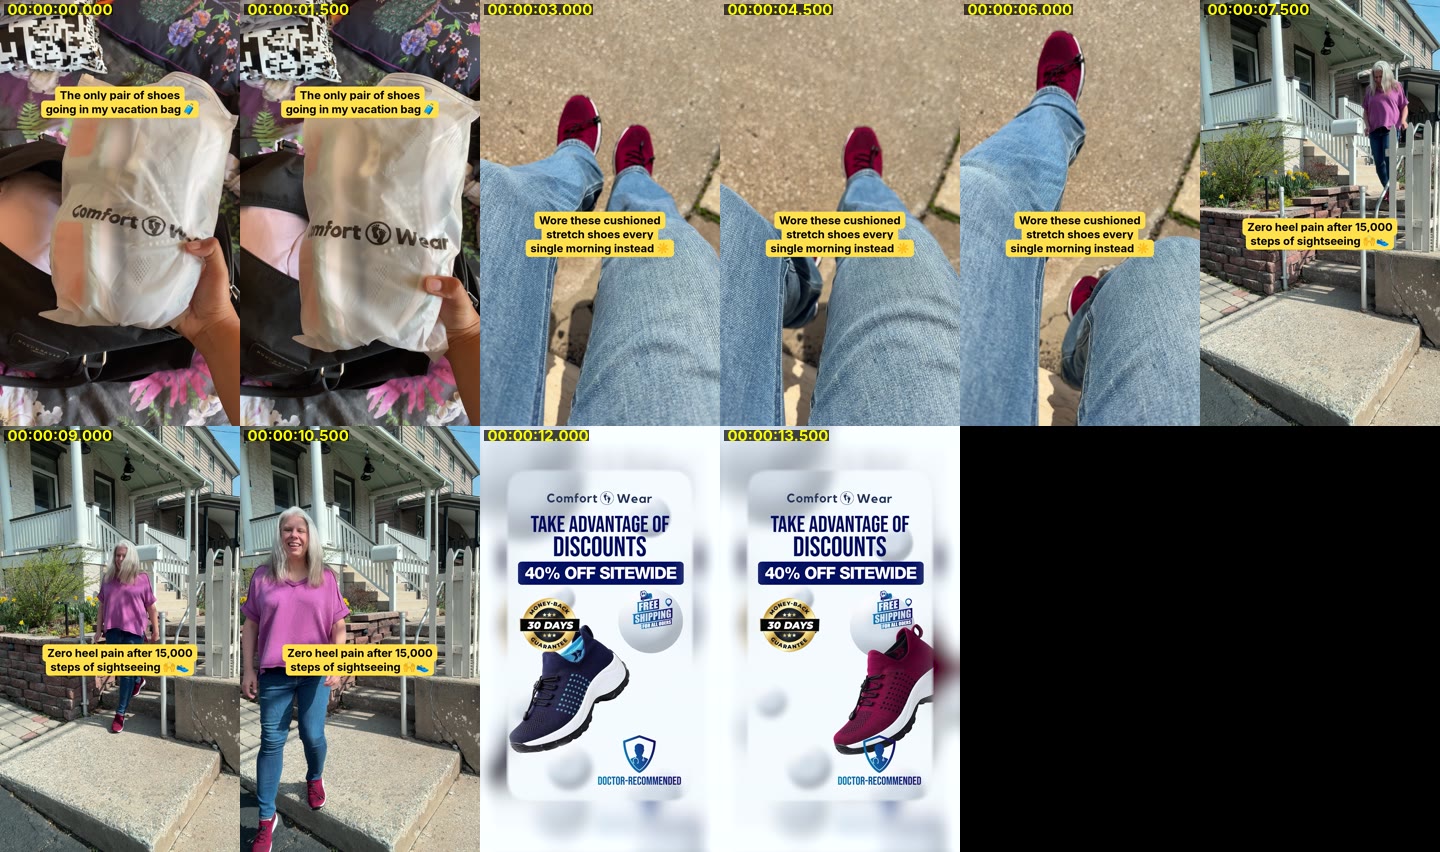 00:00:00.000
The only pair of shoes
going in my vacation bag 🧳
Comfort We
00:00:01.500
The only pair of shoes
going in my vacation bag 🧳
mfort Wear
00:00:03.000
Wore these cushioned
stretch shoes every
single morning instead ☀️
00:00:04.500
Wore these cushioned
stretch shoes every
single morning instead ☀️
00:00:06.000
Wore these cushioned
stretch shoes every
single morning instead ☀️
00:00:07.500
Zero heel pain after 15,000
steps of sightseeing 🙌👟
00:00:09.000
Zero heel pain after 15,000
steps of sightseeing 🙌👟
00:00:10.500
Zero heel pain after 15,000
steps of sightseeing 🙌👟
00:00:12.000
Comfort Wear
TAKE ADVANTAGE OF
DISCOUNTS
40% OFF SITEWIDE
MONEY-BACK
30 DAYS
GUARANTEE
FREE
SHIPPING
FOR ALL USERS
DOCTOR-RECOMMENDED
00:00:13.500
Comfort Wear
TAKE ADVANTAGE OF
DISCOUNTS
40% OFF SITEWIDE
MONEY-BACK
30 DAYS
GUARANTEE
FREE
SHIPPING
DOCTOR-RECOMMENDED